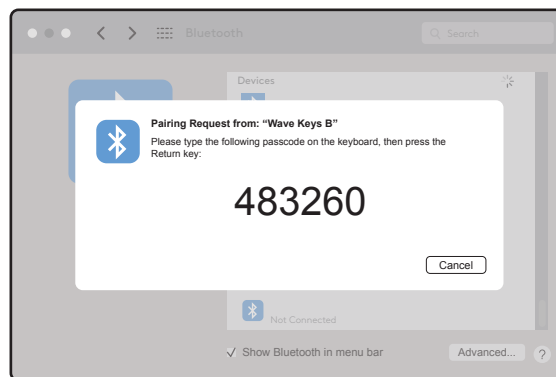 Bluetooth
Search
Devices
Pairing Request from: “Wave Keys B”
Please type the following passcode on the keyboard, then press the
Return key:
483260
Cancel
Not Connected
✓ Show Bluetooth in menu bar
Advanced...
?